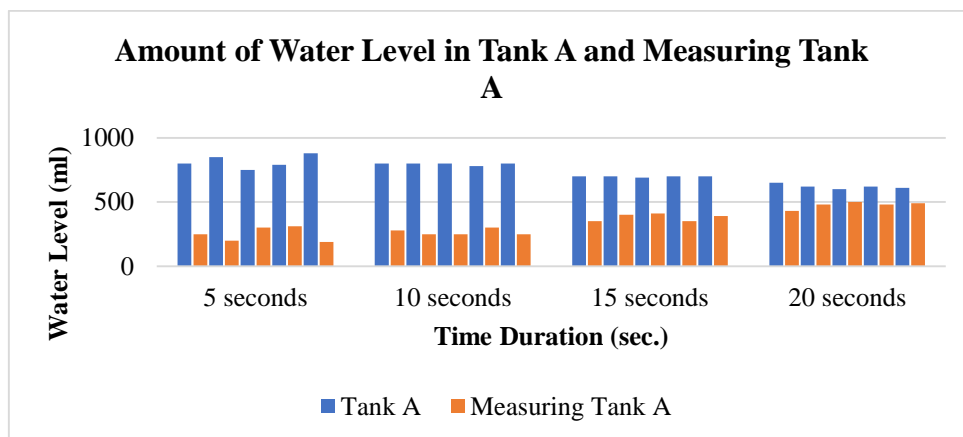 Amount of Water Level in Tank A and Measuring Tank
A
1000
500
0
Water Level (ml)
5 seconds
10 seconds
15 seconds
20 seconds
Time Duration (sec.)
Tank A
Measuring Tank A